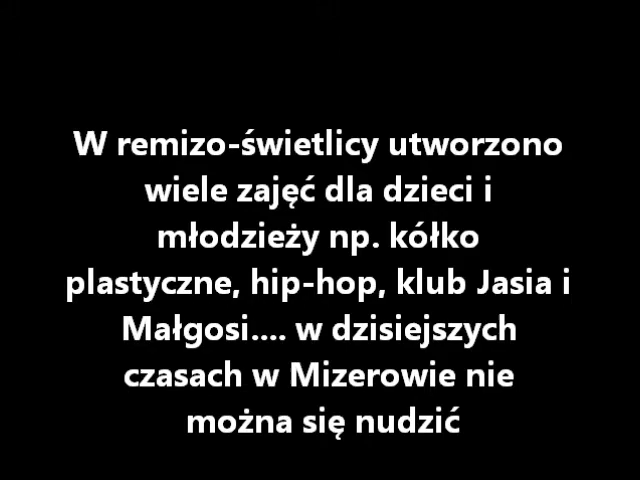 W remizo-świetlicy utworzono
wiele zajęć dla dzieci i
młodzieży np. kółko
plastyczne, hip-hop, klub Jasia i
Małgosi.... w dzisiejszych
czasach w Mizerowie nie
można się nudzić